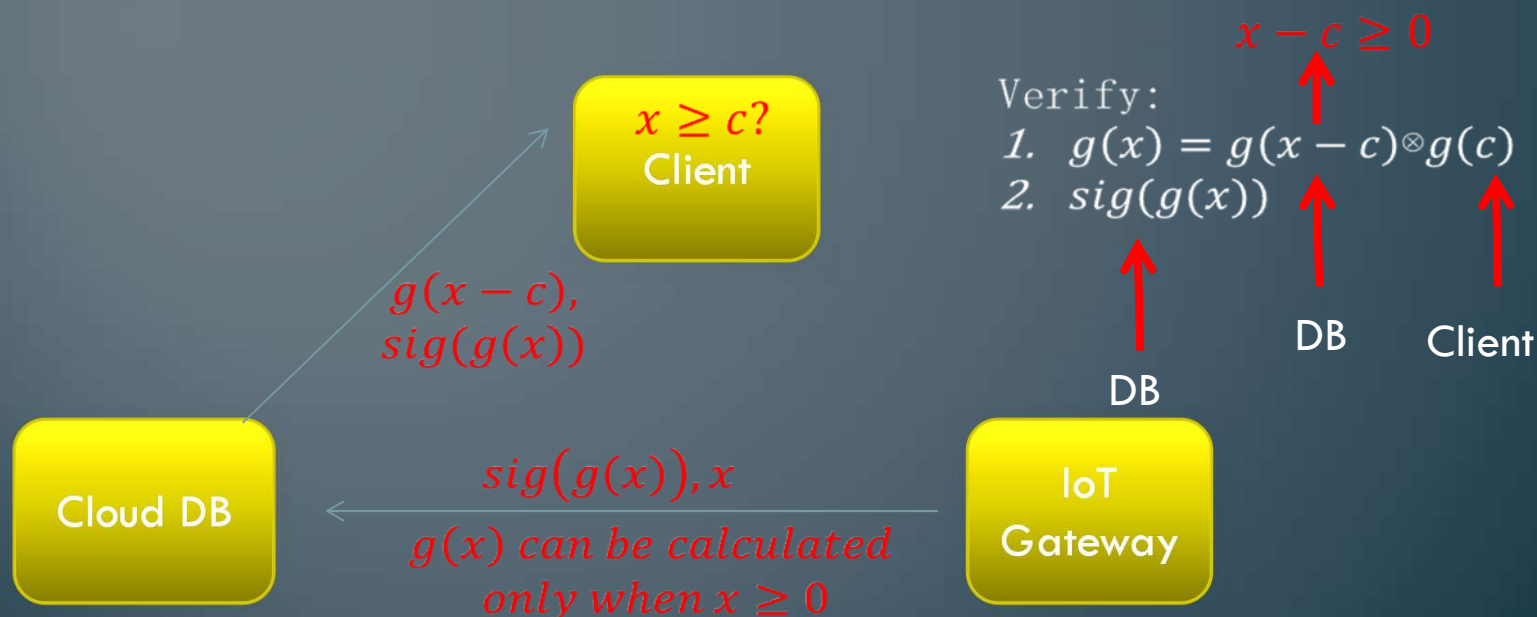 x − c ≥ 0
x ≥ c?
Client
Verify:
1. g(x) = g(x − c)⊗g(c)
2. sig(g(x))
g(x − c),
sig(g(x))
DB
Client
DB
Cloud DB
sig(g(x)), x
g(x) can be calculated
only when x ≥ 0
IoT
Gateway